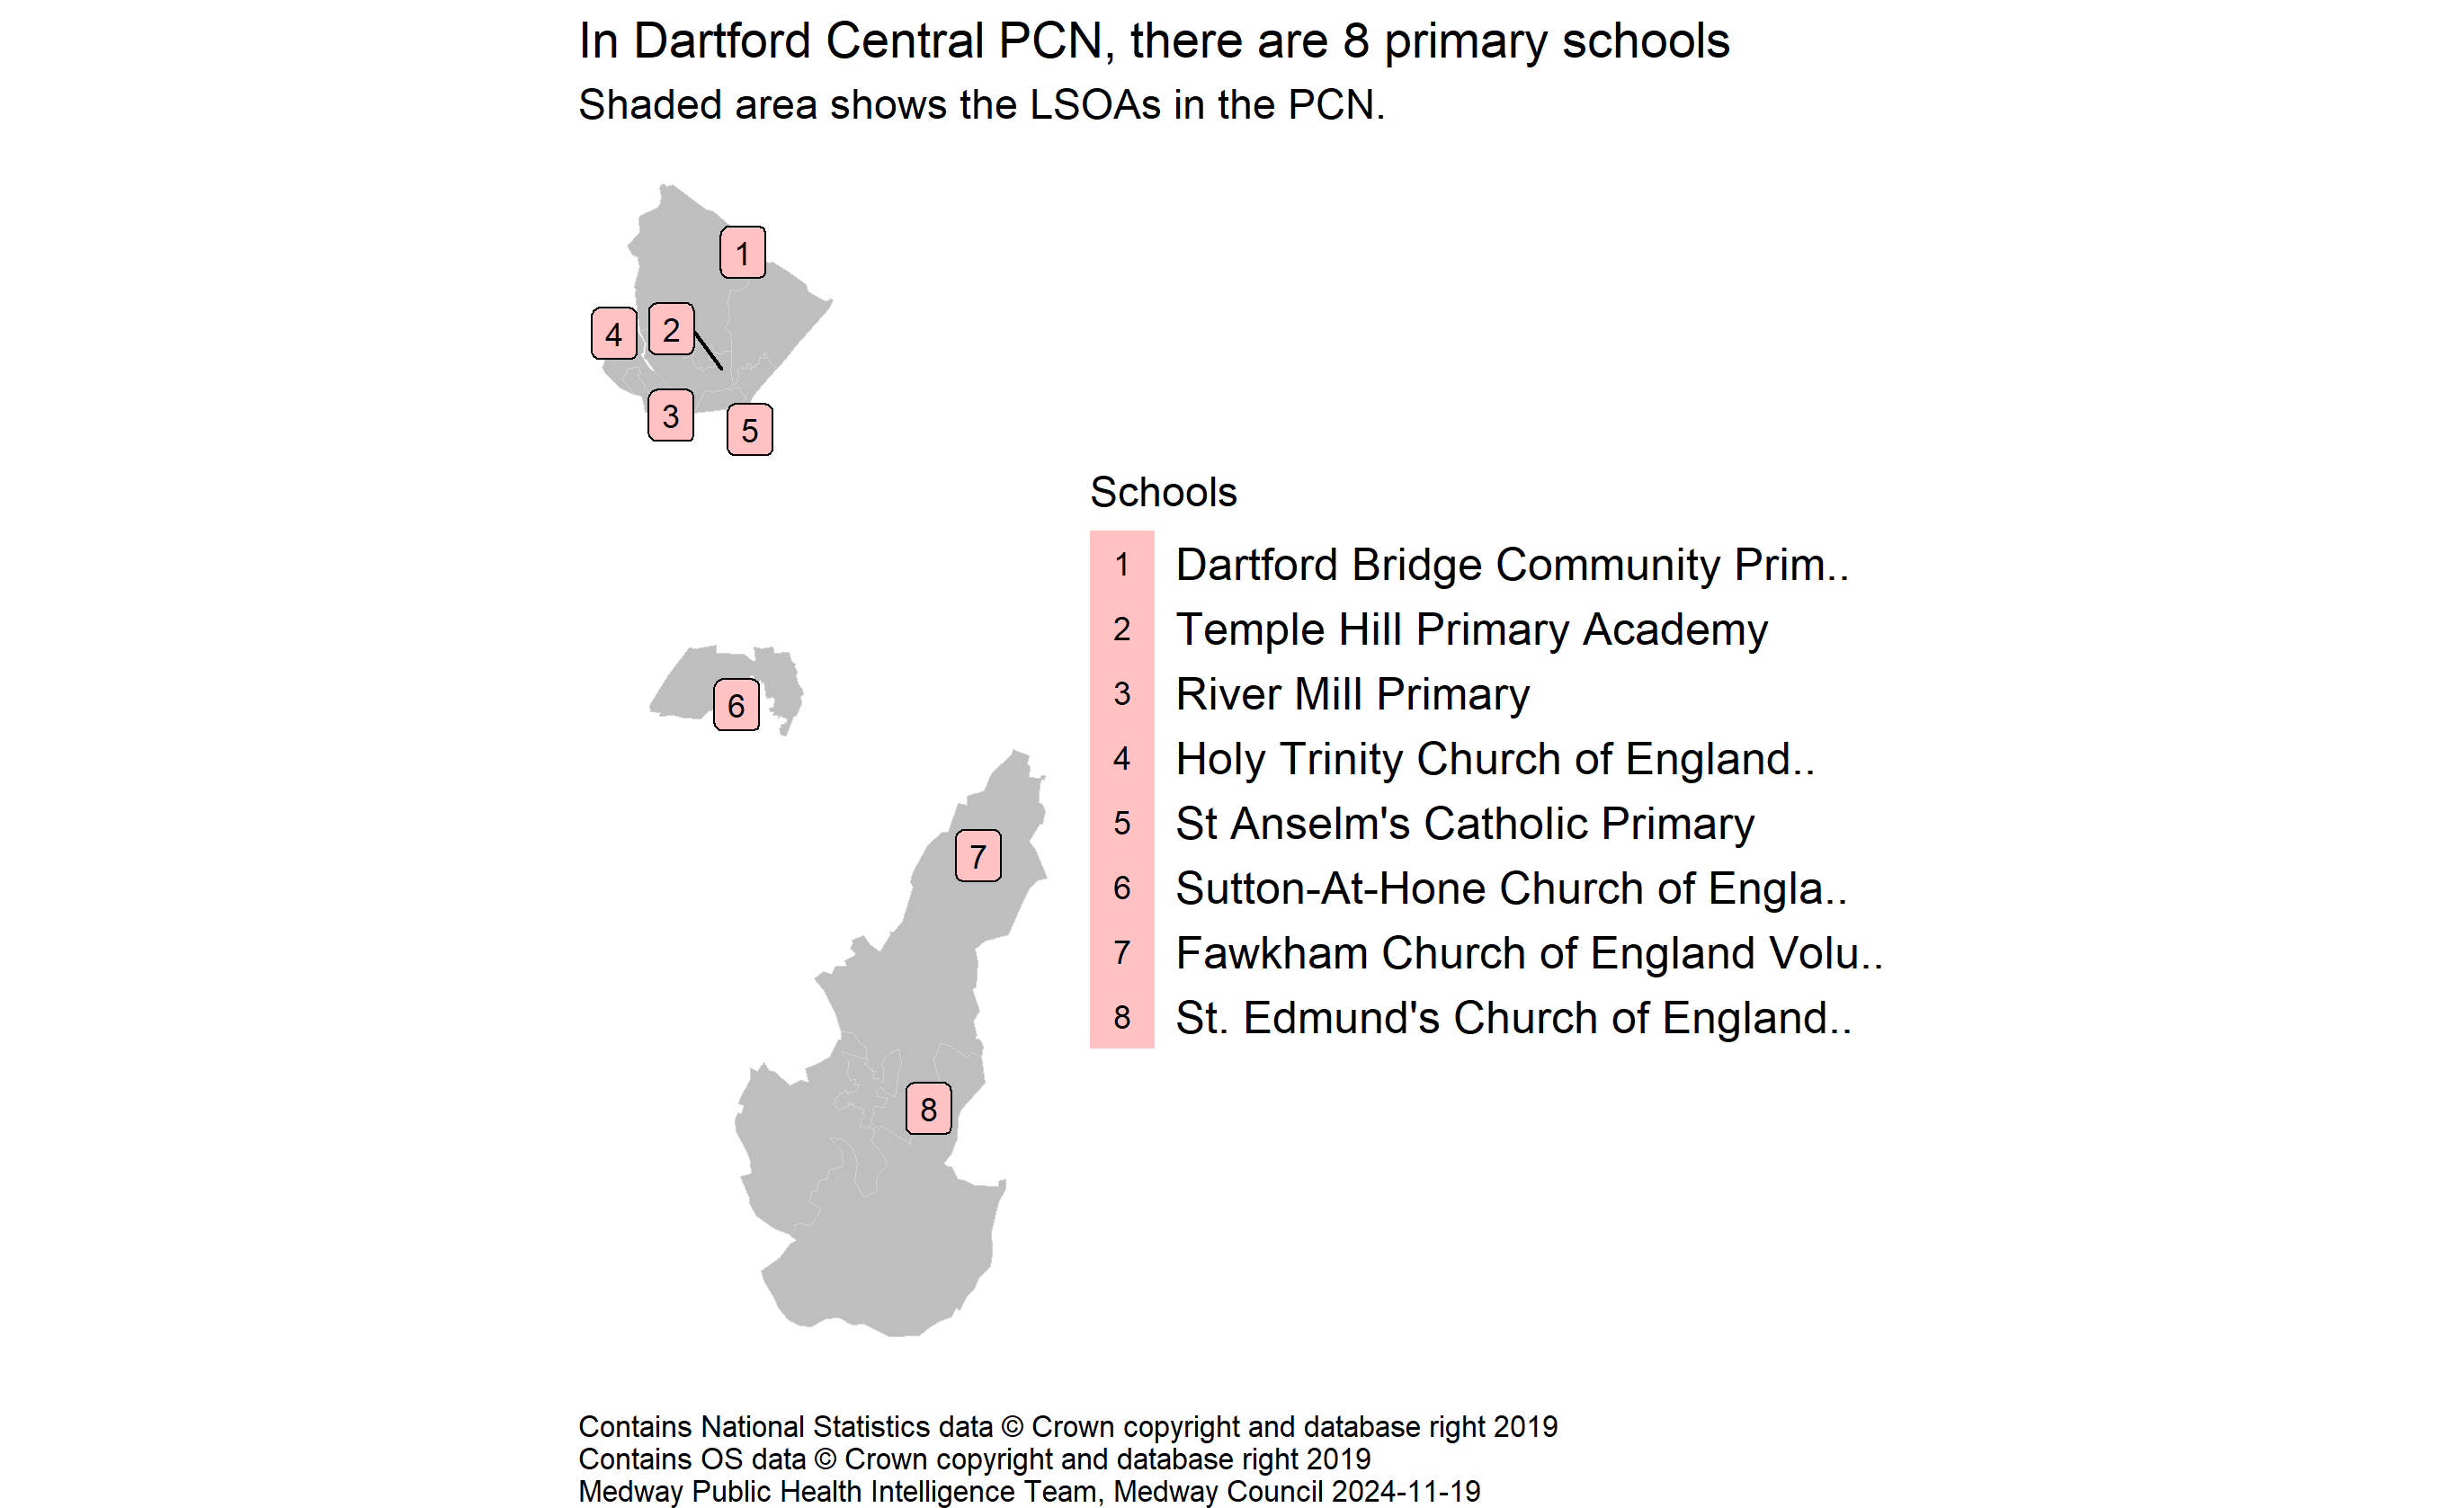 In Dartford Central PCN, there are 8 primary schools
Shaded area shows the LSOAs in the PCN.
1
2
4
3
5
6
7
8
Schools
1 Dartford Bridge Community Prim..
2 Temple Hill Primary Academy
3 River Mill Primary
4 Holy Trinity Church of England..
5 St Anselm's Catholic Primary
6 Sutton-At-Hone Church of Engla..
7 Fawkham Church of England Volu..
8 St. Edmund's Church of England..
Contains National Statistics data © Crown copyright and database right 2019
Contains OS data © Crown copyright and database right 2019
Medway Public Health Intelligence Team, Medway Council 2024-11-19